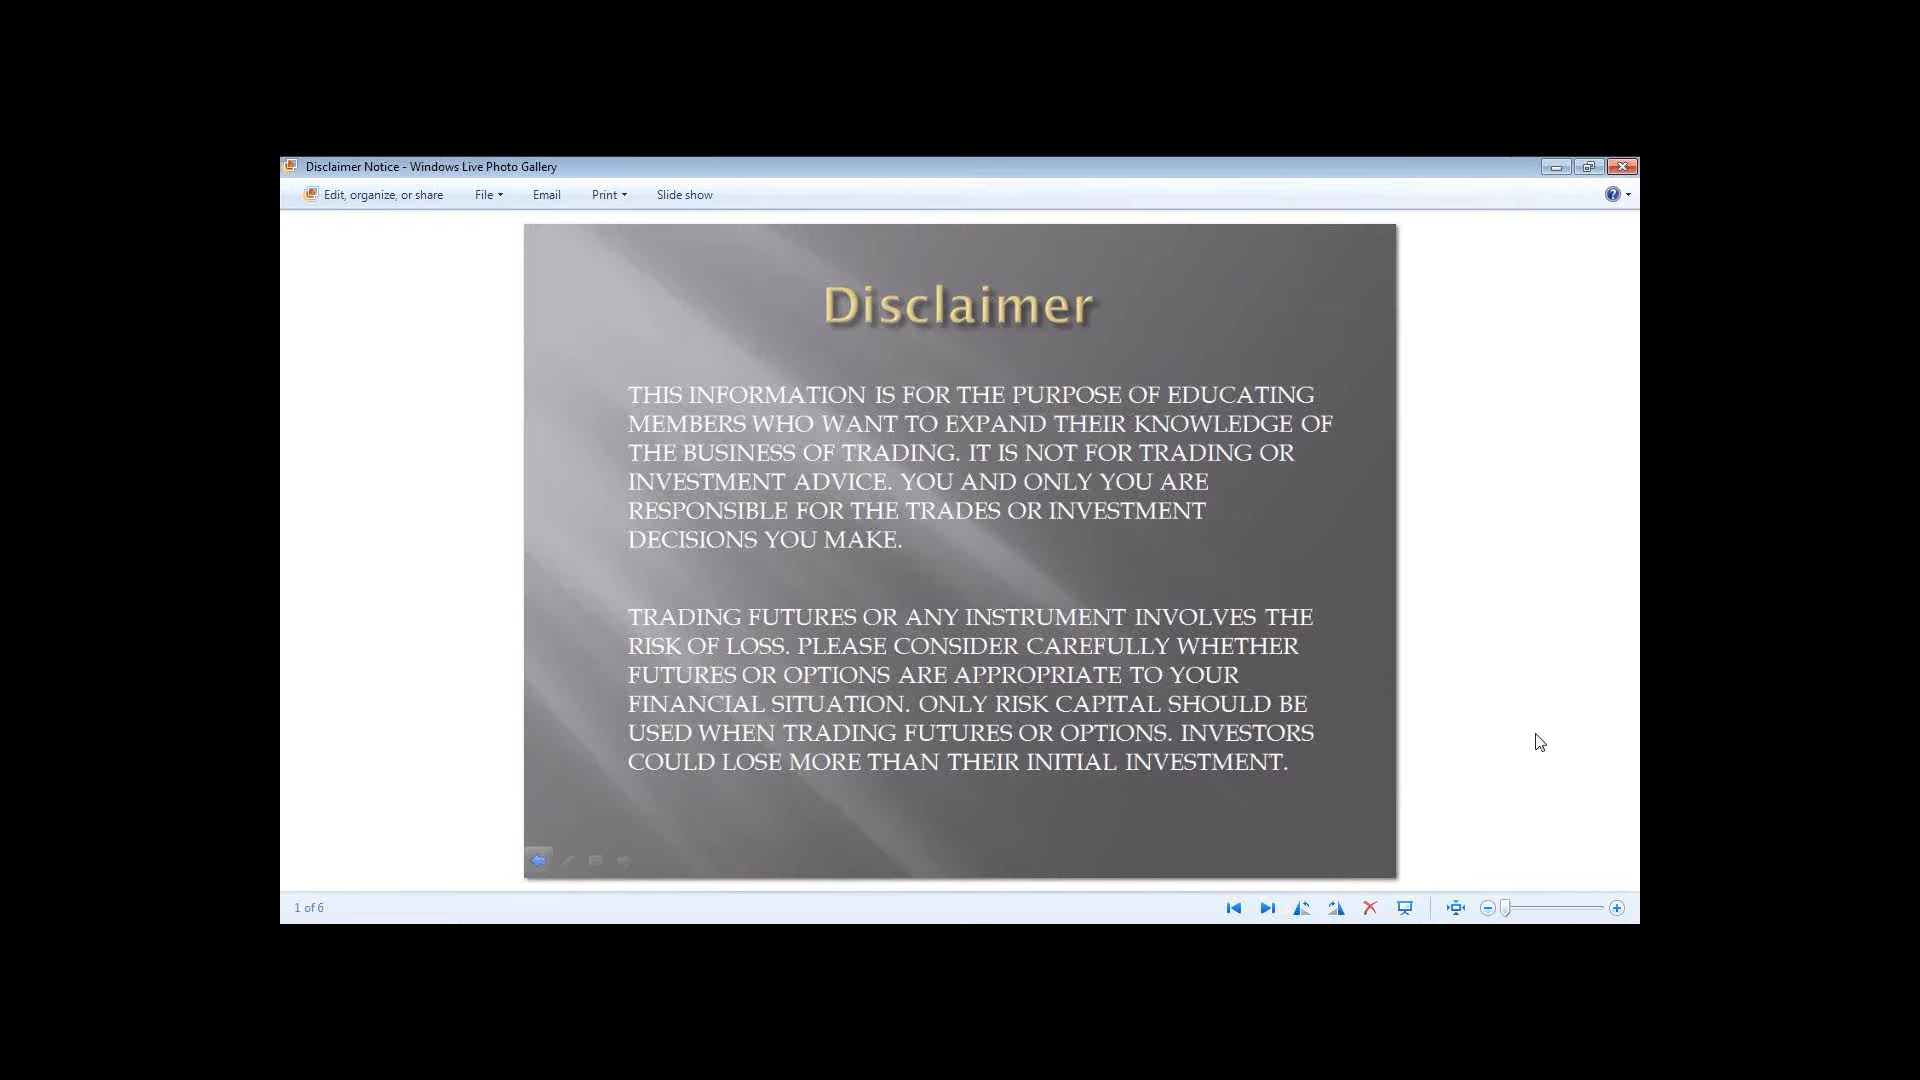 Disclaimer Notice - Windows Live Photo Gallery
Edit, organize, or share File Email Print Slide show
Disclaimer
THIS INFORMATION IS FOR THE PURPOSE OF EDUCATING
MEMBERS WHO WANT TO EXPAND THEIR KNOWLEDGE OF
THE BUSINESS OF TRADING. IT IS NOT FOR TRADING OR
INVESTMENT ADVICE. YOU AND ONLY YOU ARE
RESPONSIBLE FOR THE TRADES OR INVESTMENT
DECISIONS YOU MAKE.
TRADING FUTURES OR ANY INSTRUMENT INVOLVES THE
RISK OF LOSS. PLEASE CONSIDER CAREFULLY WHETHER
FUTURES OR OPTIONS ARE APPROPRIATE TO YOUR
FINANCIAL SITUATION. ONLY RISK CAPITAL SHOULD BE
USED WHEN TRADING FUTURES OR OPTIONS. INVESTORS
COULD LOSE MORE THAN THEIR INITIAL INVESTMENT.
1 of 6